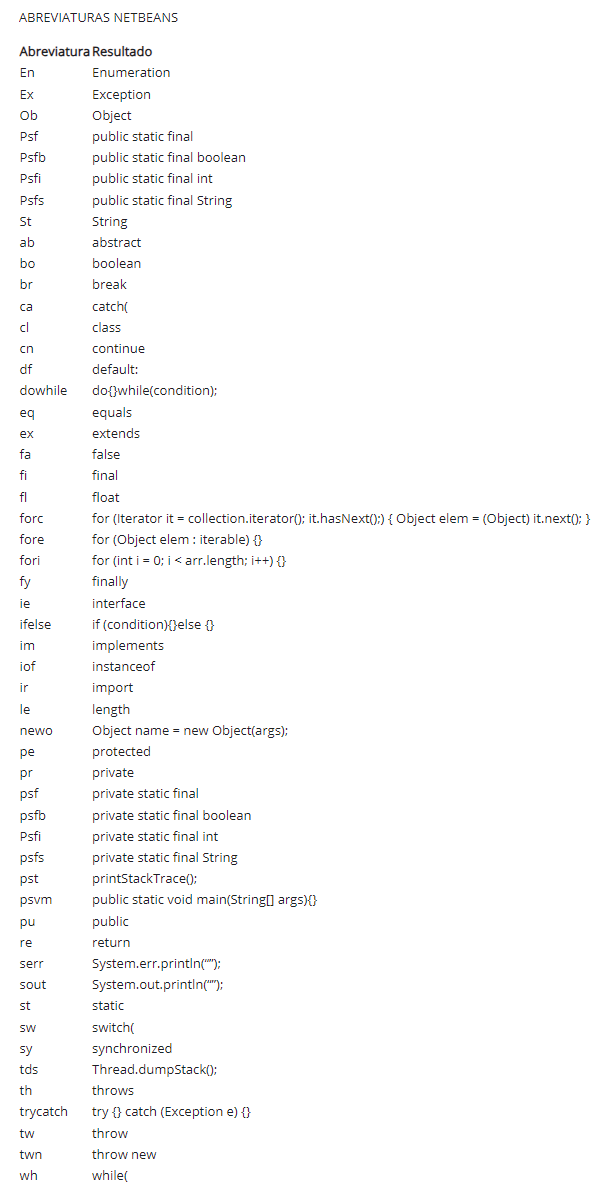 ABREVIATURAS NETBEANS
Abreviatura Resultado
En Enumeration
Ex Exception
Ob Object
Psf public static final
Psfb public static final boolean
Psfi public static final int
Psfs public static final String
St String
ab abstract
bo boolean
br break
ca catch(
cl class
cn continue
df default:
dowhile do{}while(condition);
eq equals
ex extends
fa false
fi final
fl float
forc for (Iterator it = collection.iterator(); it.hasNext();) { Object elem = (Object) it.next(); }
fore for (Object elem : iterable) {}
fori for (int i = 0; i < arr.length; i++) {}
fy finally
ie interface
ifelse if (condition){}else {}
im implements
iof instanceof
ir import
le length
newo Object name = new Object(args);
pe protected
pr private
psf private static final
psfb private static final boolean
Psfi private static final int
psfs private static final String
pst printStackTrace();
psvm public static void main(String[] args){}
pu public
re return
serr System.err.println(“”);
sout System.out.println(“”);
st static
sw switch(
sy synchronized
tds Thread.dumpStack();
th throws
trycatch try {} catch (Exception e) {}
tw throw
twn throw new
wh while(